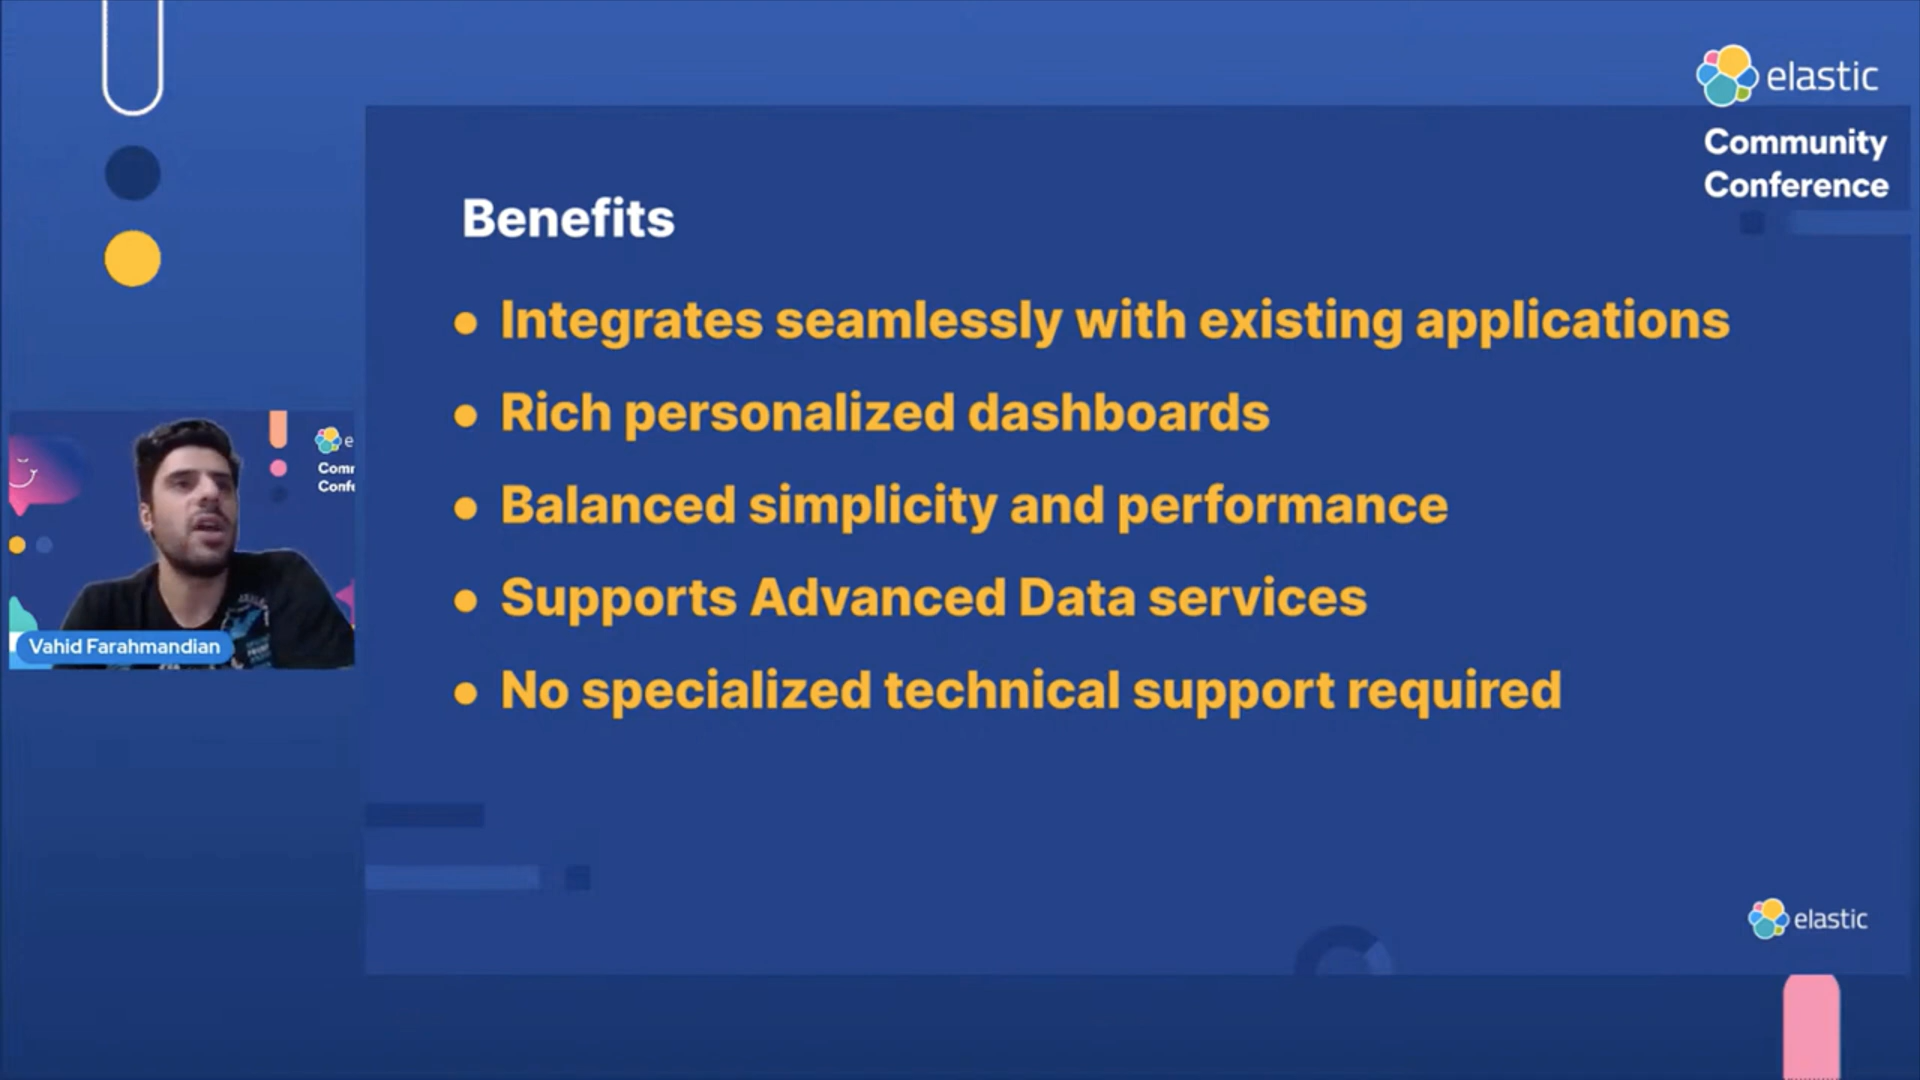 elastic
Community
Conference
Benefits
• Integrates seamlessly with existing applications
• Rich personalized dashboards
• Balanced simplicity and performance
• Supports Advanced Data services
• No specialized technical support required
Vahid Farahmandian
elastic